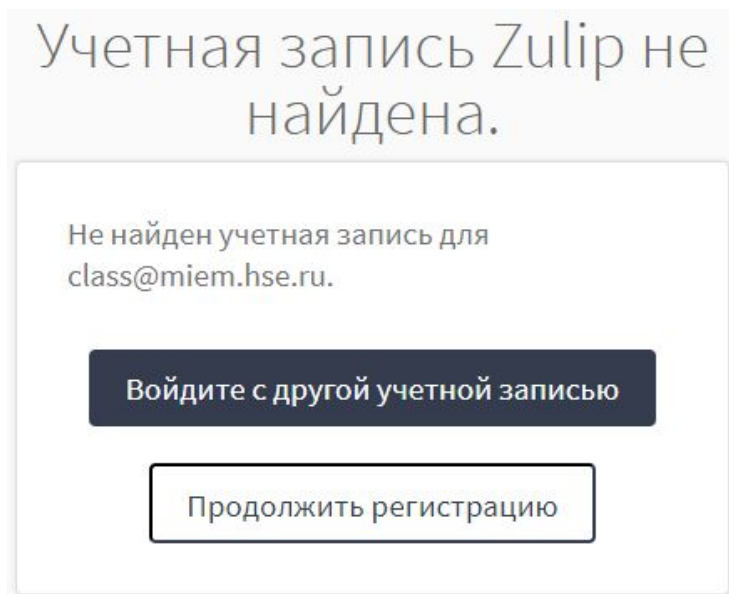 Учетная запись Zulip не
найдена.
Не найден учетная запись для
class@miem.hse.ru.
Войдите с другой учетной записью
Продолжить регистрацию